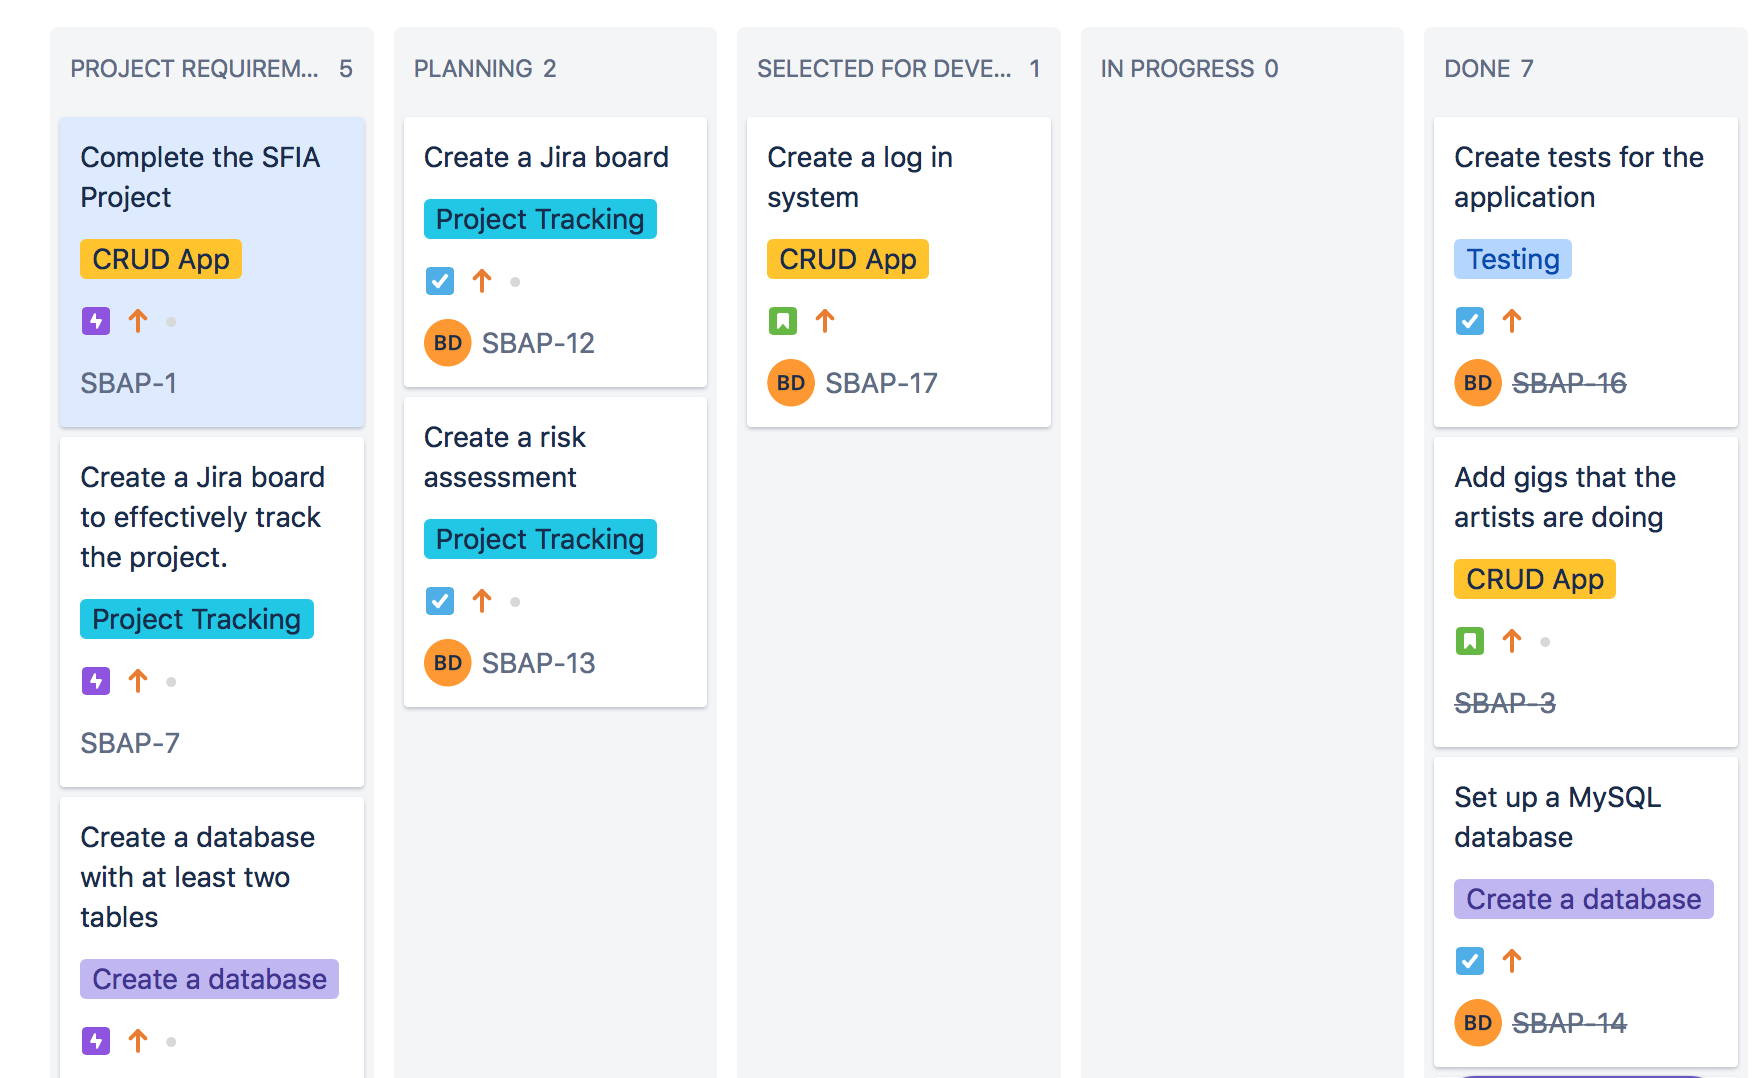 PROJECT REQUIREM... 5
Complete the SFIA
Project
CRUD App
SBAP-1
Create a Jira board
to effectively track
the project.
Project Tracking
SBAP-7
Create a database
with at least two
tables
Create a database
PLANNING 2
Create a Jira board
Project Tracking
BD SBAP-12
Create a risk
assessment
Project Tracking
BD SBAP-13
SELECTED FOR DEVE... 1
Create a log in
system
CRUD App
BD SBAP-17
IN PROGRESS 0
DONE 7
Create tests for the
application
Testing
BD SBAP-16
Add gigs that the
artists are doing
CRUD App
SBAP-3
Set up a MySQL
database
Create a database
BD SBAP-14